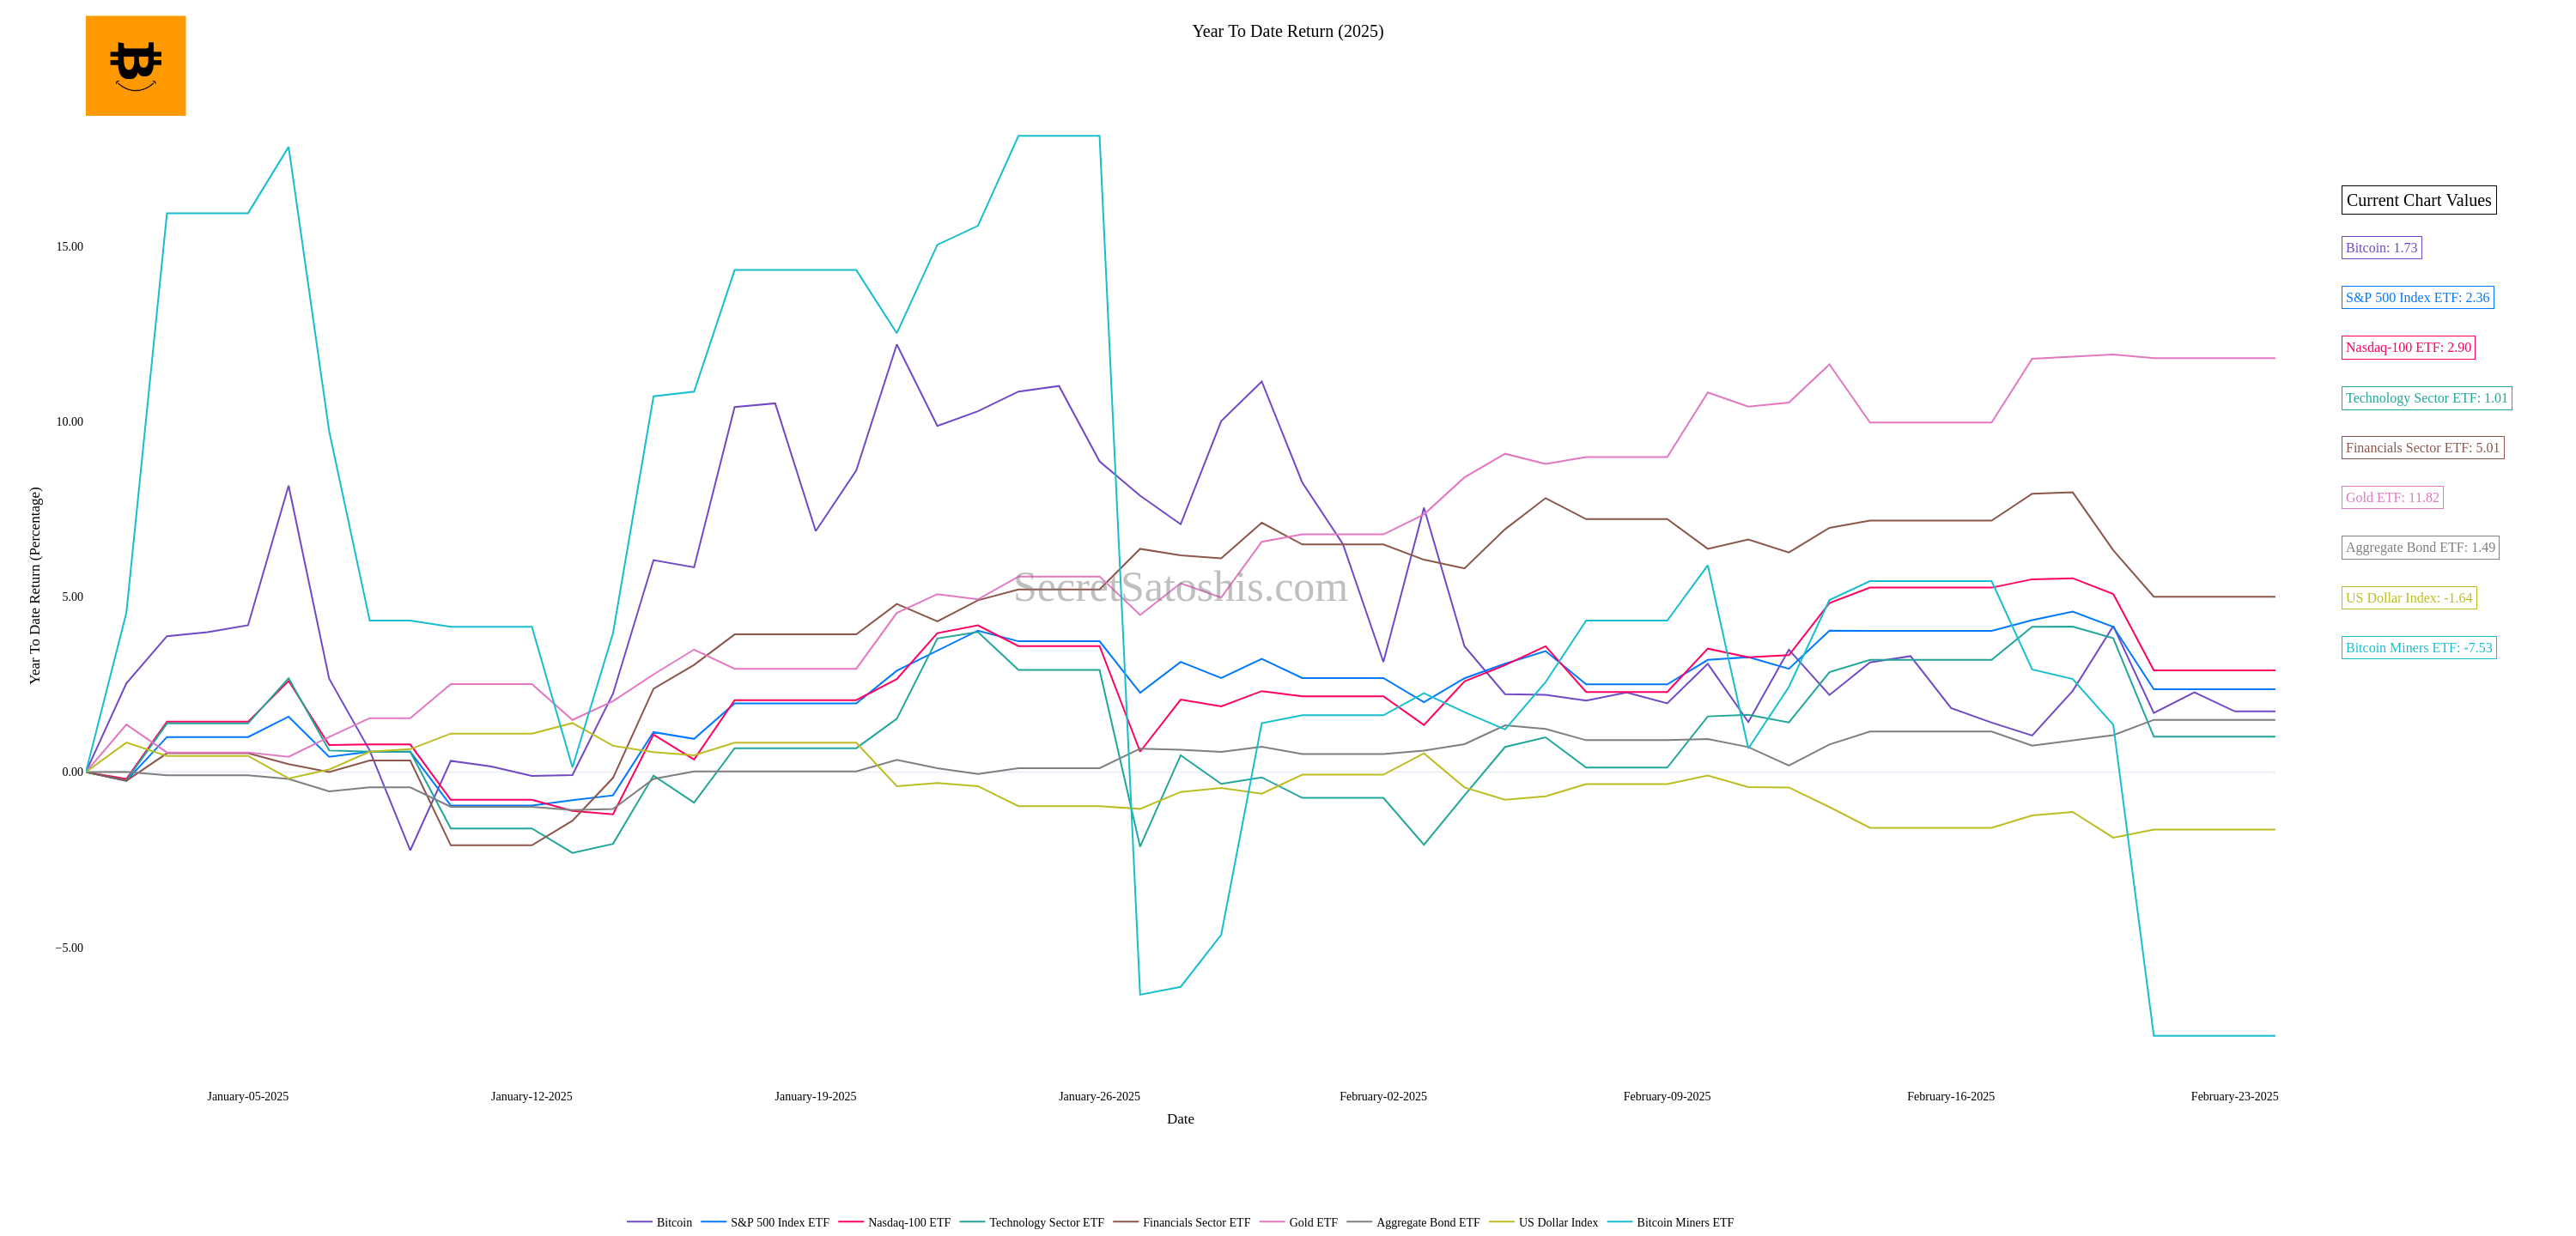 Year To Date Return (2025)
Current Chart Values
Bitcoin: 1.73
S&P 500 Index ETF: 2.36
Nasdaq-100 ETF: 2.90
Technology Sector ETF: 1.01
Financials Sector ETF: 5.01
Gold ETF: 11.82
Aggregate Bond ETF: 1.49
US Dollar Index: -1.64
Bitcoin Miners ETF: -7.53
Year To Date Return (Percentage)
15.00
10.00
5.00
0.00
−5.00
SecretSatoshis.com
January-05-2025
January-12-2025
January-19-2025
January-26-2025
February-02-2025
February-09-2025
February-16-2025
February-23-2025
Date
Bitcoin
S&P 500 Index ETF
Nasdaq-100 ETF
Technology Sector ETF
Financials Sector ETF
Gold ETF
Aggregate Bond ETF
US Dollar Index
Bitcoin Miners ETF